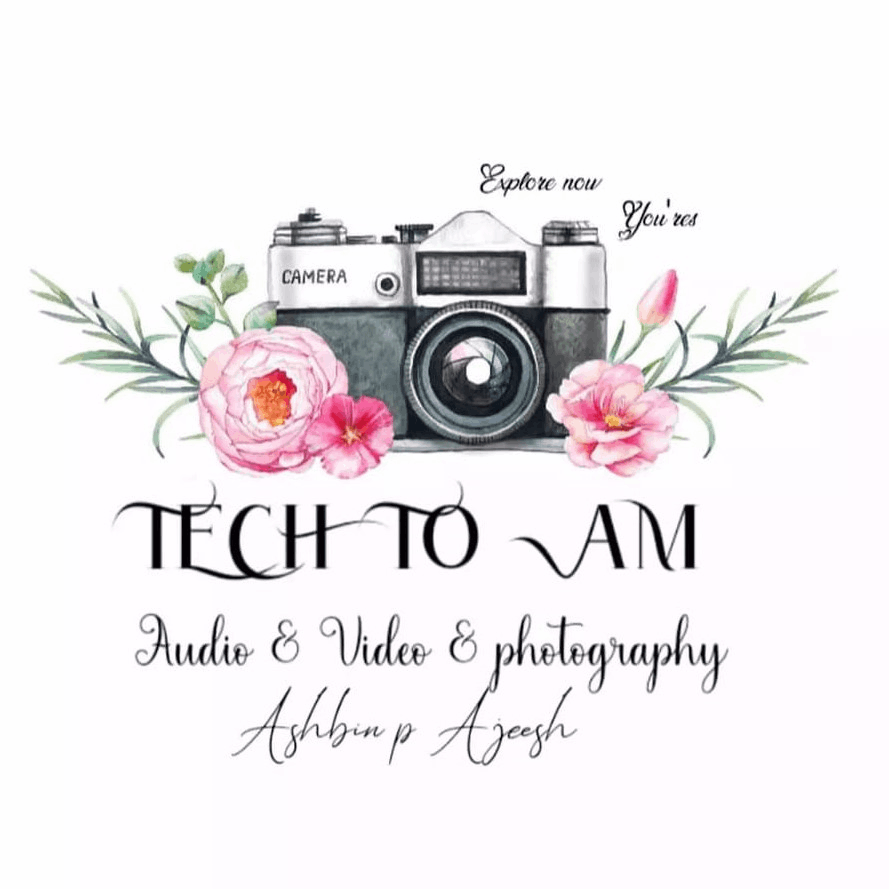 Explore now
You'res
CAMERA
TECH TO AM
Audio & Video & photography
Ashbin p Ajeesh